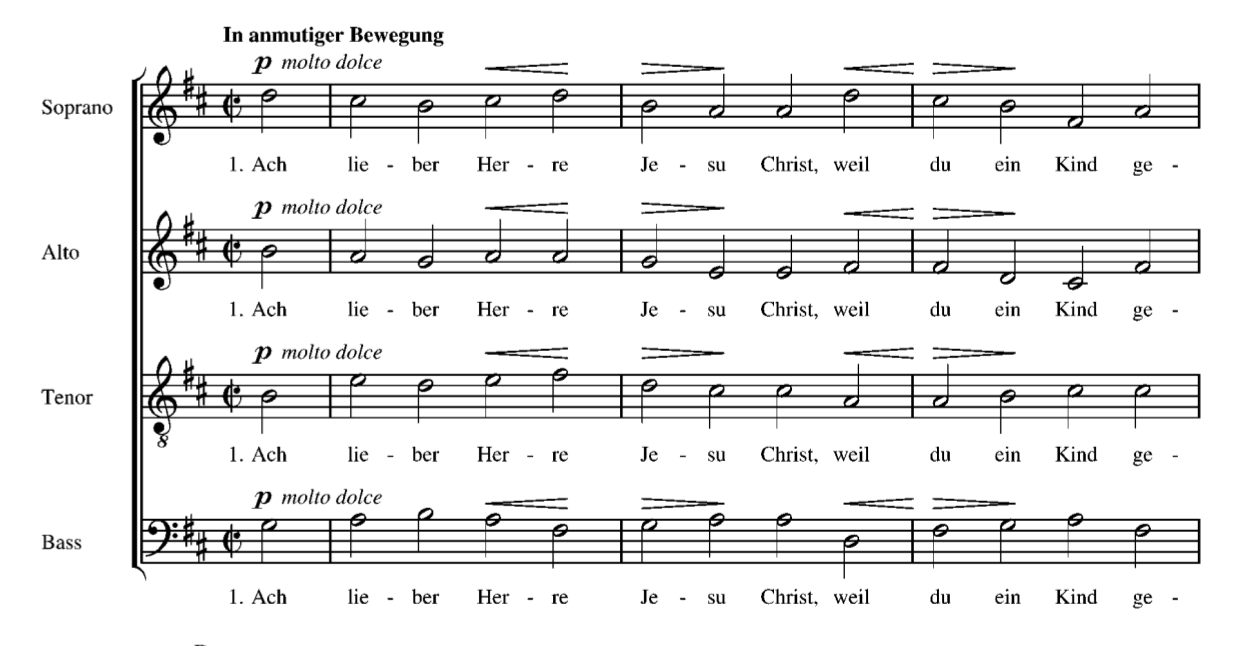 In anmutiger Bewegung
p molto dolce
Soprano
1. Ach lie - ber Her - re Je - su Christ, weil du ein Kind ge -
p molto dolce
Alto
1. Ach lie - ber Her - re Je - su Christ, weil du ein Kind ge -
p molto dolce
Tenor
8
1. Ach lie - ber Her - re Je - su Christ, weil du ein Kind ge -
p molto dolce
Bass
1. Ach lie - ber Her - re Je - su Christ, weil du ein Kind ge -